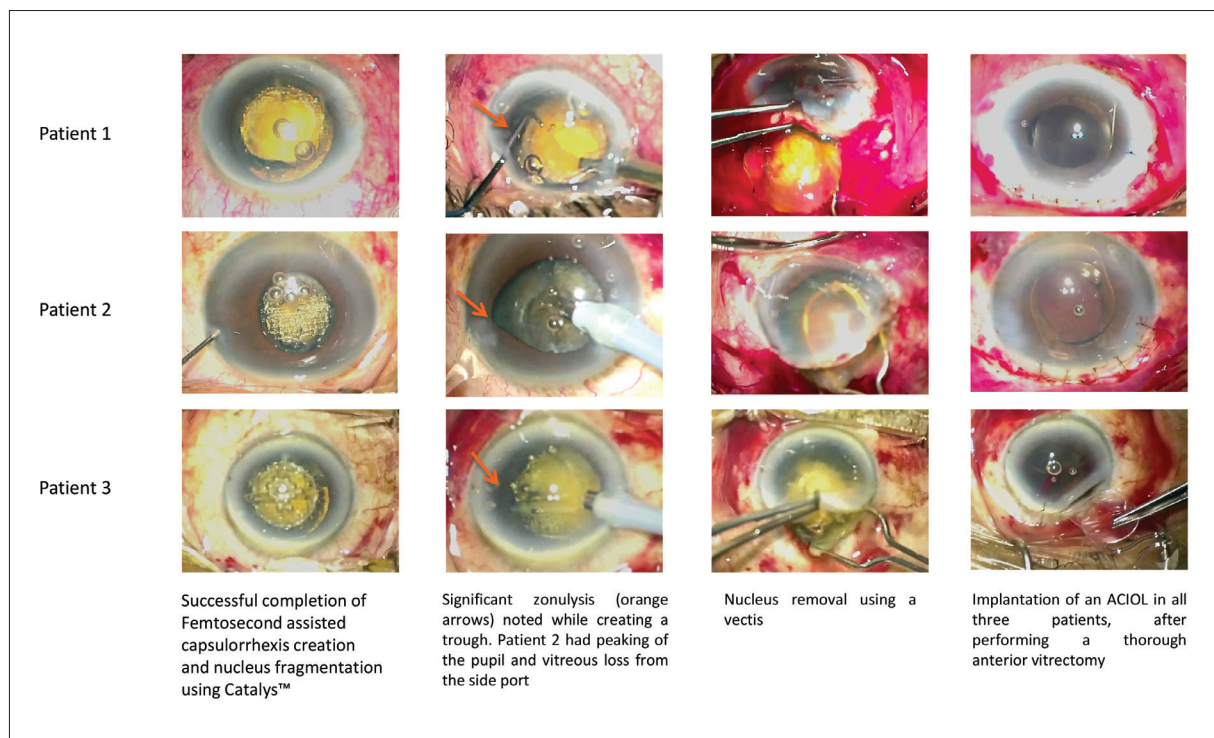 Patient 1
Patient 2
Patient 3
Successful completion of
Femtosecond assisted
capsulorrhexis creation
and nucleus fragmentation
using Catalys™
Significant zonulysis (orange
arrows) noted while creating a
trough. Patient 2 had peaking of
the pupil and vitreous loss from
the side port
Nucleus removal using a
vectis
Implantation of an ACIOL in all
three patients, after
performing a thorough
anterior vitrectomy